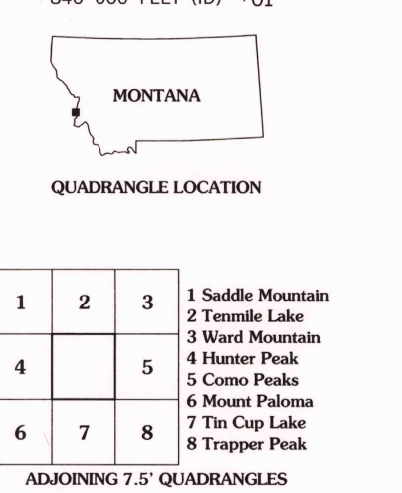 FEET (ID)
MONTANA
QUADRANGLE LOCATION
1 2 3
4 5
6 7 8
1 Saddle Mountain
2 Tenmile Lake
3 Ward Mountain
4 Hunter Peak
5 Como Peaks
6 Mount Paloma
7 Tin Cup Lake
8 Trapper Peak
ADJOINING 7.5' QUADRANGLES